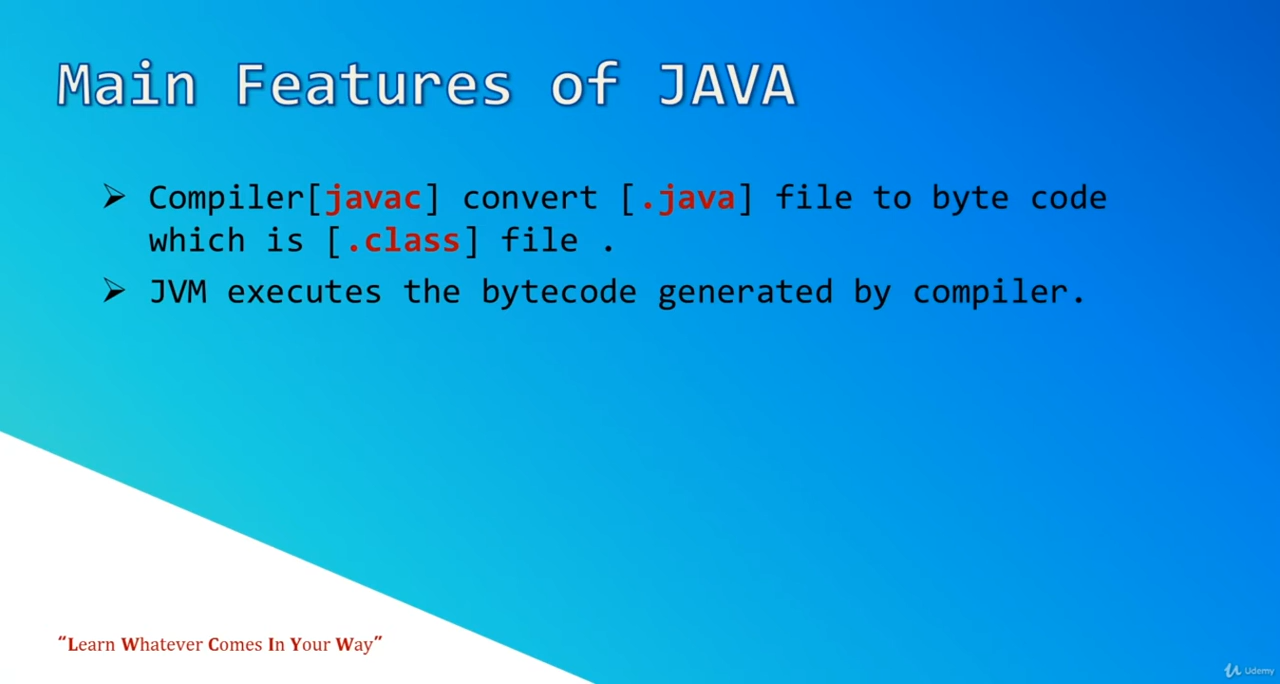 Main Features of JAVA
➢ Compiler[javac] convert [.java] file to byte code
which is [.class] file .
➢ JVM executes the bytecode generated by compiler.
“Learn Whatever Comes In Your Way”
Udemy